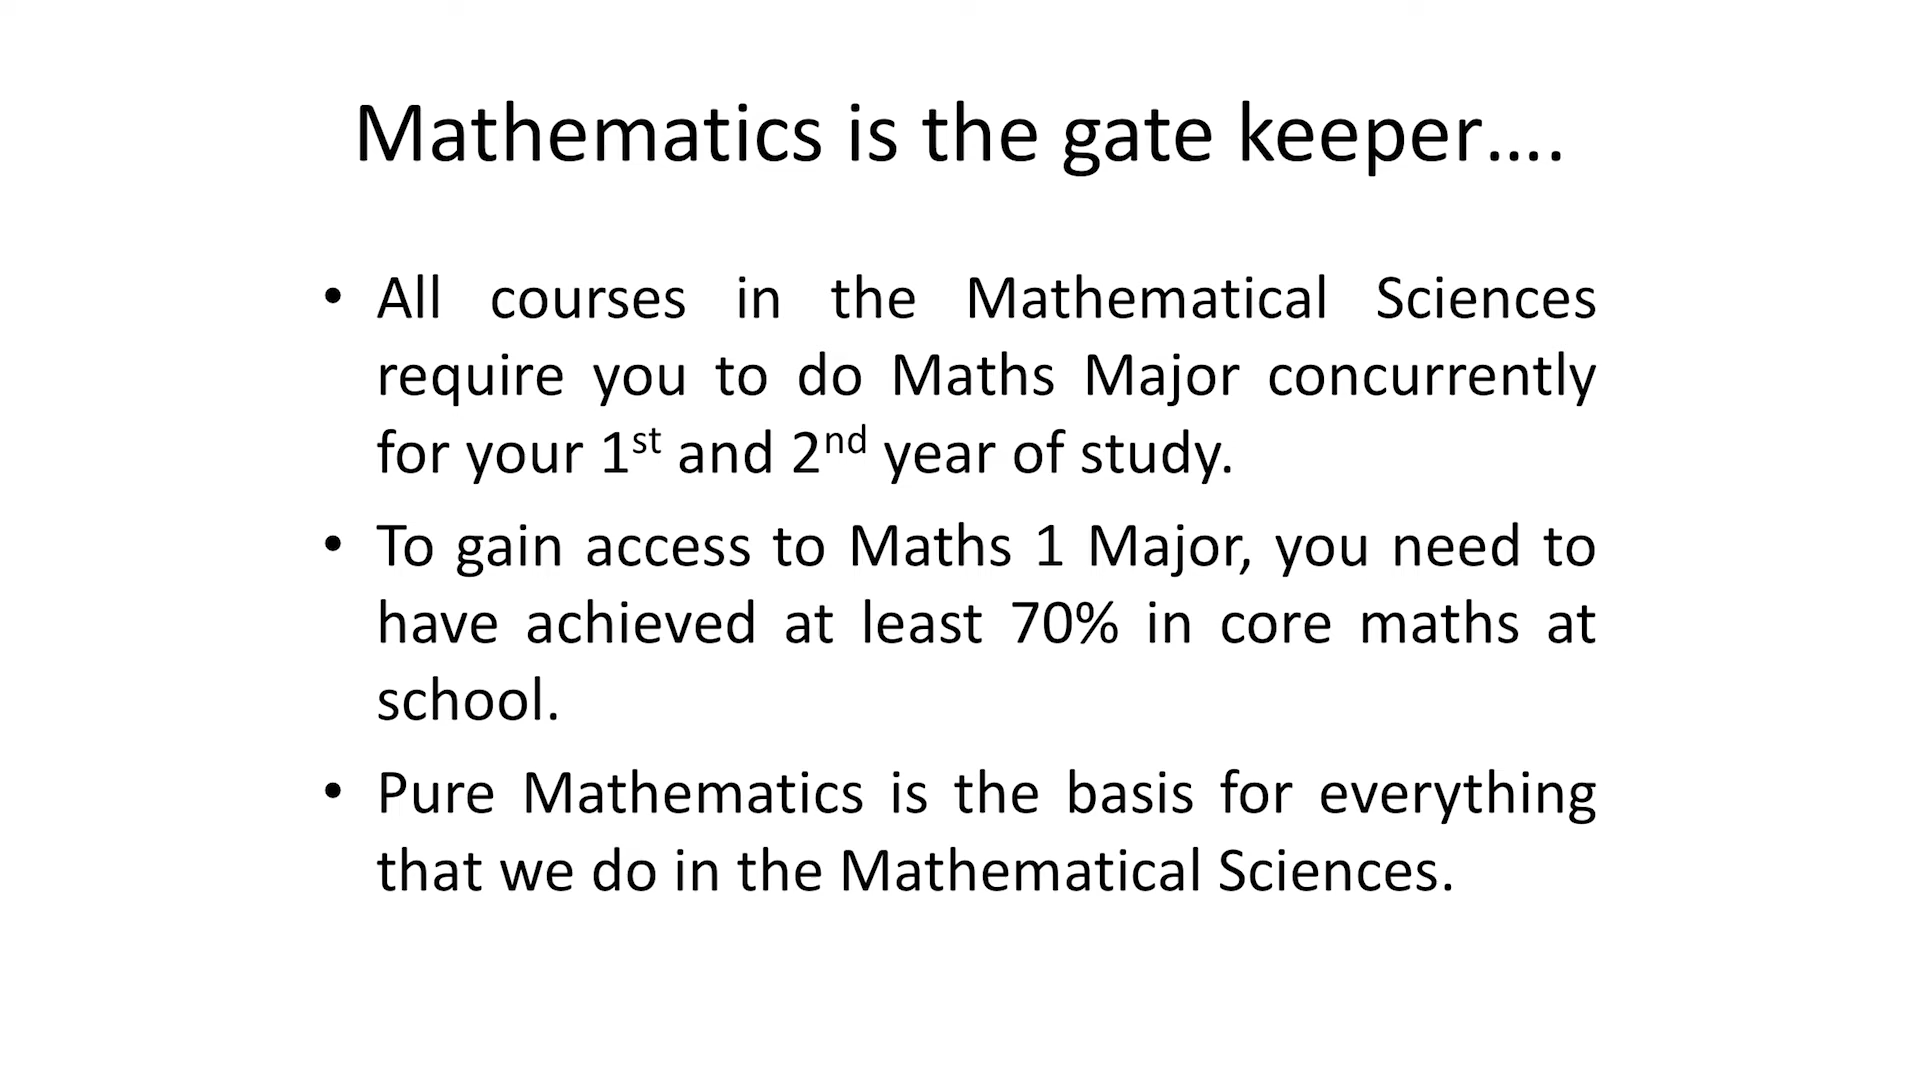 Mathematics is the gate keeper....
• All courses in the Mathematical Sciences
require you to do Maths Major concurrently
for your 1st and 2nd year of study.
• To gain access to Maths 1 Major, you need to
have achieved at least 70% in core maths at
school.
• Pure Mathematics is the basis for everything
that we do in the Mathematical Sciences.